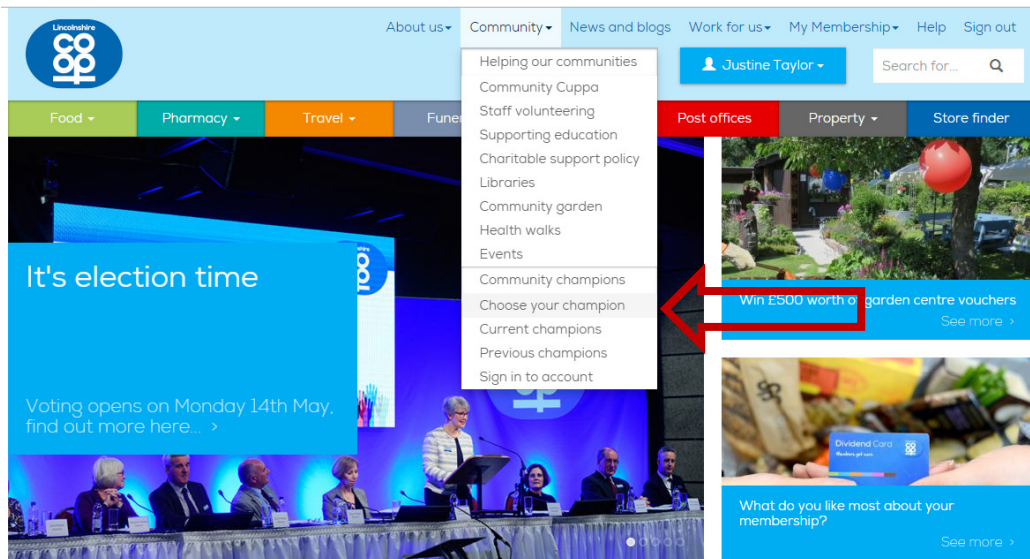 Lincolnshire
co
op
About us
Community
News and blogs
Work for us
My Membership
Help
Sign out
Justine Taylor
Search for...
Helping our communities
Community Cuppa
Staff volunteering
Supporting education
Charitable support policy
Libraries
Community garden
Health walks
Events
Community champions
Choose your champion
Current champions
Previous champions
Sign in to account
Food
Pharmacy
Travel
Fune
Post offices
Property
Store finder
It's election time
Voting opens on Monday 14th May,
find out more here... >
Win £500 worth of garden centre vouchers
See more >
Dividend Card
co
op
What do you like most about your
membership?
See more >